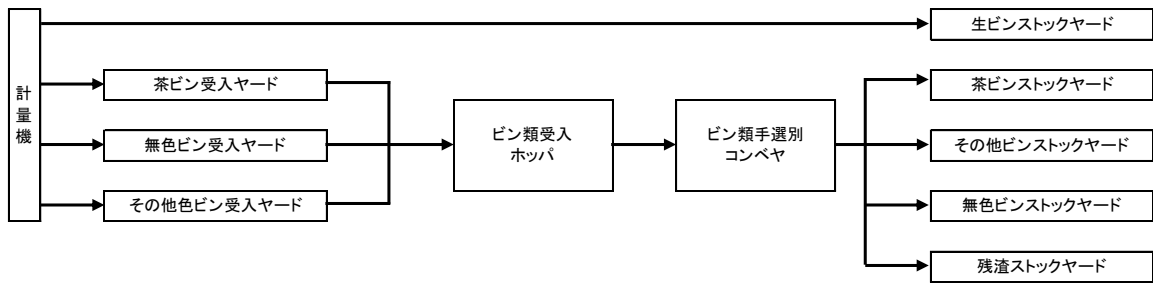 計
量
機
生ビンストックヤード
茶ビン受入ヤード
無色ビン受入ヤード
その他色ビン受入ヤード
ビン類受入
ホッパ
ビン類手選別
コンベヤ
茶ビンストックヤード
その他ビンストックヤード
無色ビンストックヤード
残渣ストックヤード